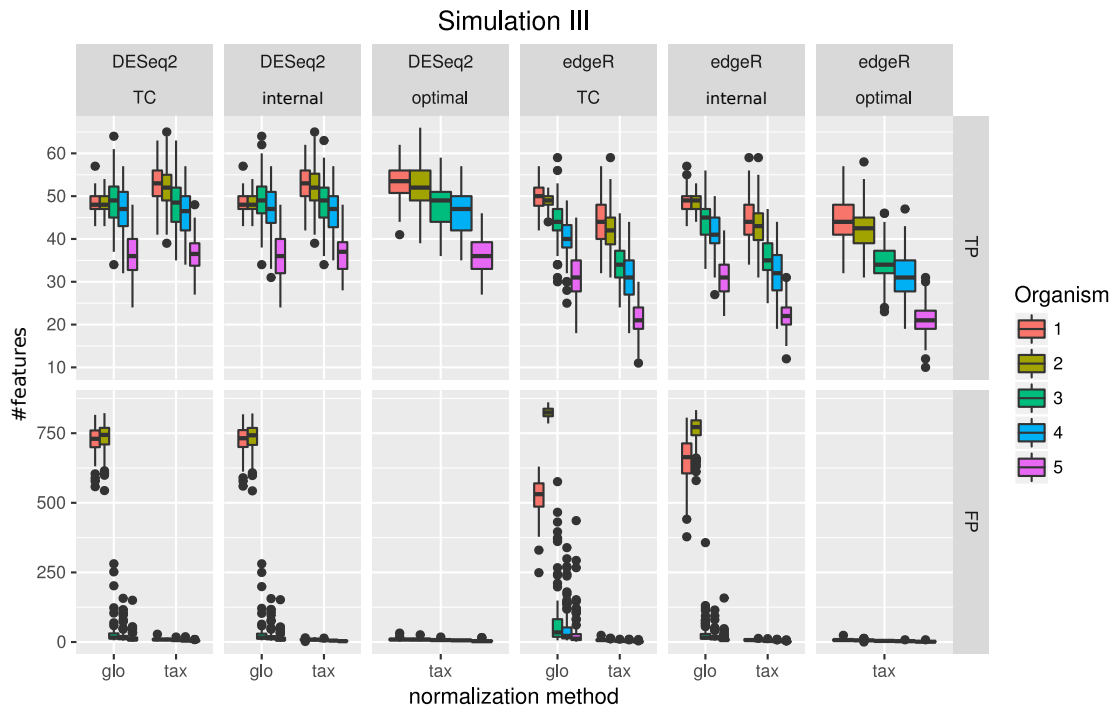 Simulation III
DESeq2 DESeq2 DESeq2 edgeR edgeR edgeR
TC internal optimal TC internal optimal
60
50
40
30
20
10
TP
#features
750
500
250
0
FP
glo tax glo tax tax glo tax glo tax tax
normalization method
Organism
1
2
3
4
5